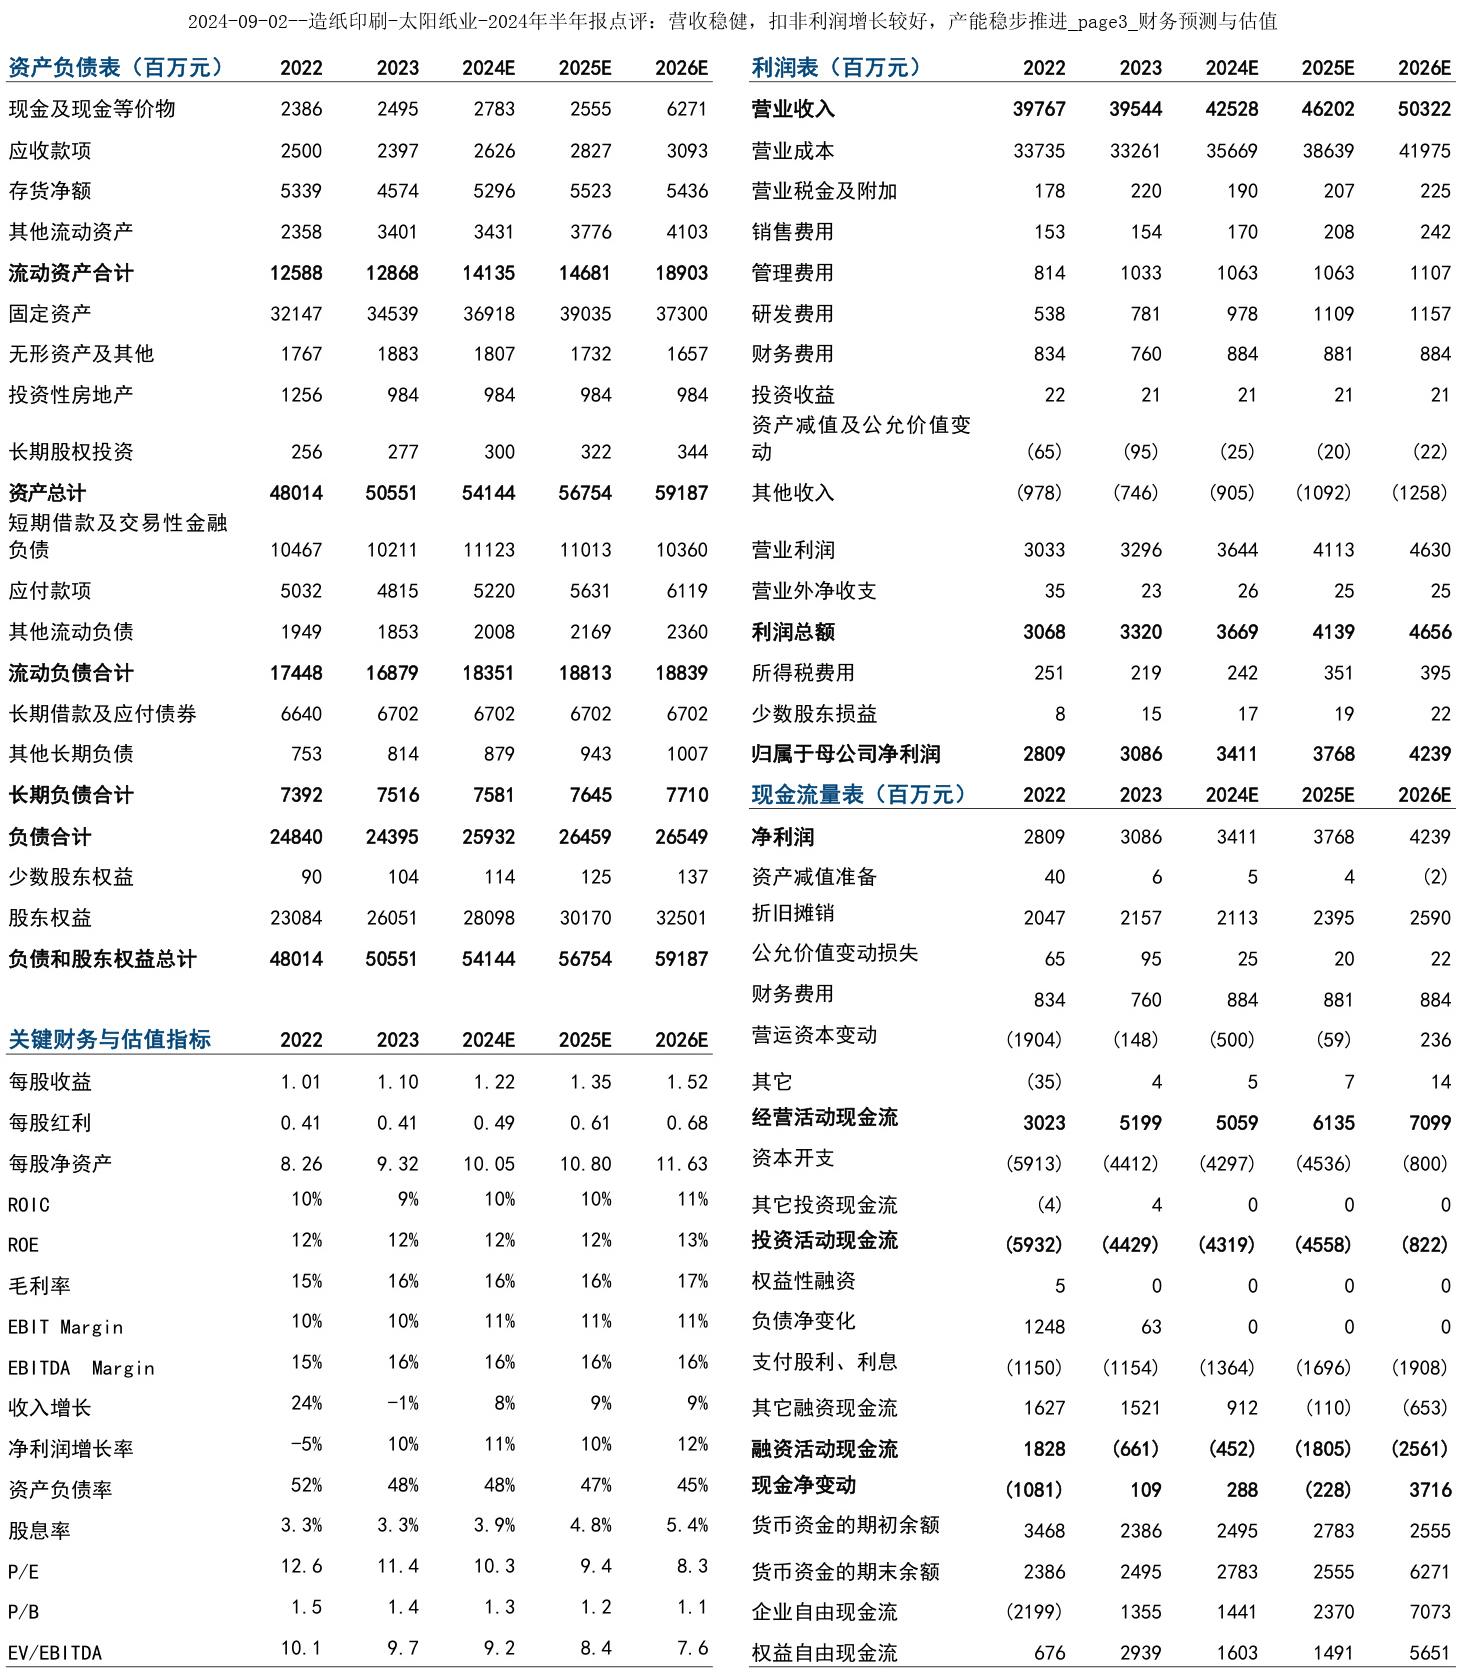 2024-09-02--造纸印刷-太阳纸业-2024年半年报点评：营收稳健，扣非利润增长较好，产能稳步推进_page3_财务预测与估值
资产负债表（百万元） 2022 2023 2024E 2025E 2026E
现金及现金等价物 2386 2495 2783 2555 6271
应收款项 2500 2397 2626 2827 3093
存货净额 5339 4574 5296 5523 5436
其他流动资产 2358 3401 3431 3776 4103
流动资产合计 12588 12868 14135 14681 18903
固定资产 32147 34539 36918 39035 37300
无形资产及其他 1767 1883 1807 1732 1657
投资性房地产 1256 984 984 984 984
长期股权投资 256 277 300 322 344
资产总计 48014 50551 54144 56754 59187
短期借款及交易性金融
负债 10467 10211 11123 11013 10360
应付款项 5032 4815 5220 5631 6119
其他流动负债 1949 1853 2008 2169 2360
流动负债合计 17448 16879 18351 18813 18839
长期借款及应付债券 6640 6702 6702 6702 6702
其他长期负债 753 814 879 943 1007
长期负债合计 7392 7516 7581 7645 7710
负债合计 24840 24395 25932 26459 26549
少数股东权益 90 104 114 125 137
股东权益 23084 26051 28098 30170 32501
负债和股东权益总计 48014 50551 54144 56754 59187
关键财务与估值指标 2022 2023 2024E 2025E 2026E
每股收益 1.01 1.10 1.22 1.35 1.52
每股红利 0.41 0.41 0.49 0.61 0.68
每股净资产 8.26 9.32 10.05 10.80 11.63
ROIC 10% 9% 10% 10% 11%
ROE 12% 12% 12% 12% 13%
毛利率 15% 16% 16% 16% 17%
EBIT Margin 10% 10% 11% 11% 11%
EBITDA Margin 15% 16% 16% 16% 16%
收入增长 24% -1% 8% 9% 9%
净利润增长率 -5% 10% 11% 10% 12%
资产负债率 52% 48% 48% 47% 45%
股息率 3.3% 3.3% 3.9% 4.8% 5.4%
P/E 12.6 11.4 10.3 9.4 8.3
P/B 1.5 1.4 1.3 1.2 1.1
EV/EBITDA 10.1 9.7 9.2 8.4 7.6
利润表（百万元） 2022 2023 2024E 2025E 2026E
营业收入 39767 39544 42528 46202 50322
营业成本 33735 33261 35669 38639 41975
营业税金及附加 178 220 190 207 225
销售费用 153 154 170 208 242
管理费用 814 1033 1063 1063 1107
研发费用 538 781 978 1109 1157
财务费用 834 760 884 881 884
投资收益 22 21 21 21 21
资产减值及公允价值变
动 (65) (95) (25) (20) (22)
其他收入 (978) (746) (905) (1092) (1258)
营业利润 3033 3296 3644 4113 4630
营业外净收支 35 23 26 25 25
利润总额 3068 3320 3669 4139 4656
所得税费用 251 219 242 351 395
少数股东损益 8 15 17 19 22
归属于母公司净利润 2809 3086 3411 3768 4239
现金流量表（百万元） 2022 2023 2024E 2025E 2026E
净利润 2809 3086 3411 3768 4239
资产减值准备 40 6 5 4 (2)
折旧摊销 2047 2157 2113 2395 2590
公允价值变动损失 65 95 25 20 22
财务费用 834 760 884 881 884
营运资本变动 (1904) (148) (500) (59) 236
其它 (35) 4 5 7 14
经营活动现金流 3023 5199 5059 6135 7099
资本开支 (5913) (4412) (4297) (4536) (800)
其它投资现金流 (4) 4 0 0 0
投资活动现金流 (5932) (4429) (4319) (4558) (822)
权益性融资 5 0 0 0 0
负债净变化 1248 63 0 0 0
支付股利、利息 (1150) (1154) (1364) (1696) (1908)
其它融资现金流 1627 1521 912 (110) (653)
融资活动现金流 1828 (661) (452) (1805) (2561)
现金净变动 (1081) 109 288 (228) 3716
货币资金的期初余额 3468 2386 2495 2783 2555
货币资金的期末余额 2386 2495 2783 2555 6271
企业自由现金流 (2199) 1355 1441 2370 7073
权益自由现金流 676 2939 1603 1491 5651